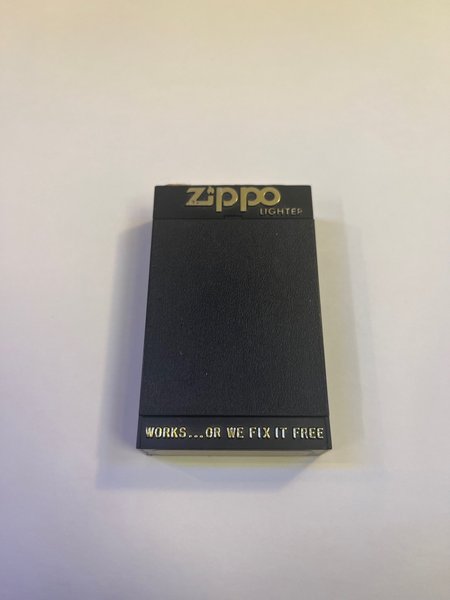 Zippo
LIGHTER
WORKS...OR WE FIX IT FREE